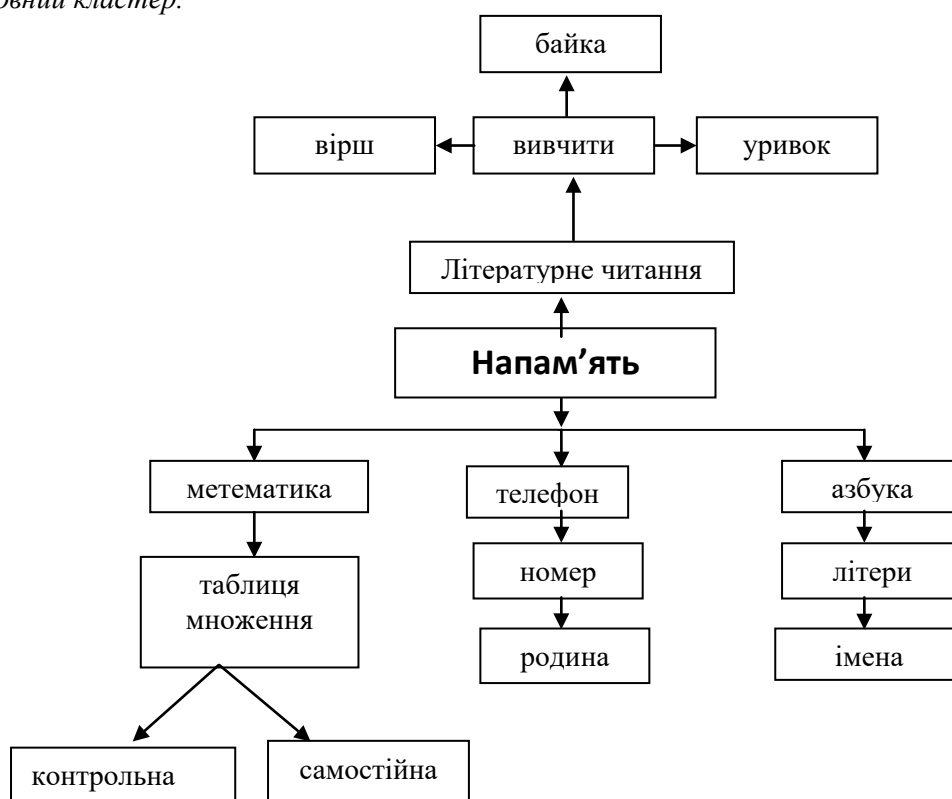 кластер.
байка
вірш
вивчити
уривок
Літературне читання
Напам’ять
метематика
телефон
азбука
таблиця
множення
номер
літери
родина
імена
контрольна
самостійна